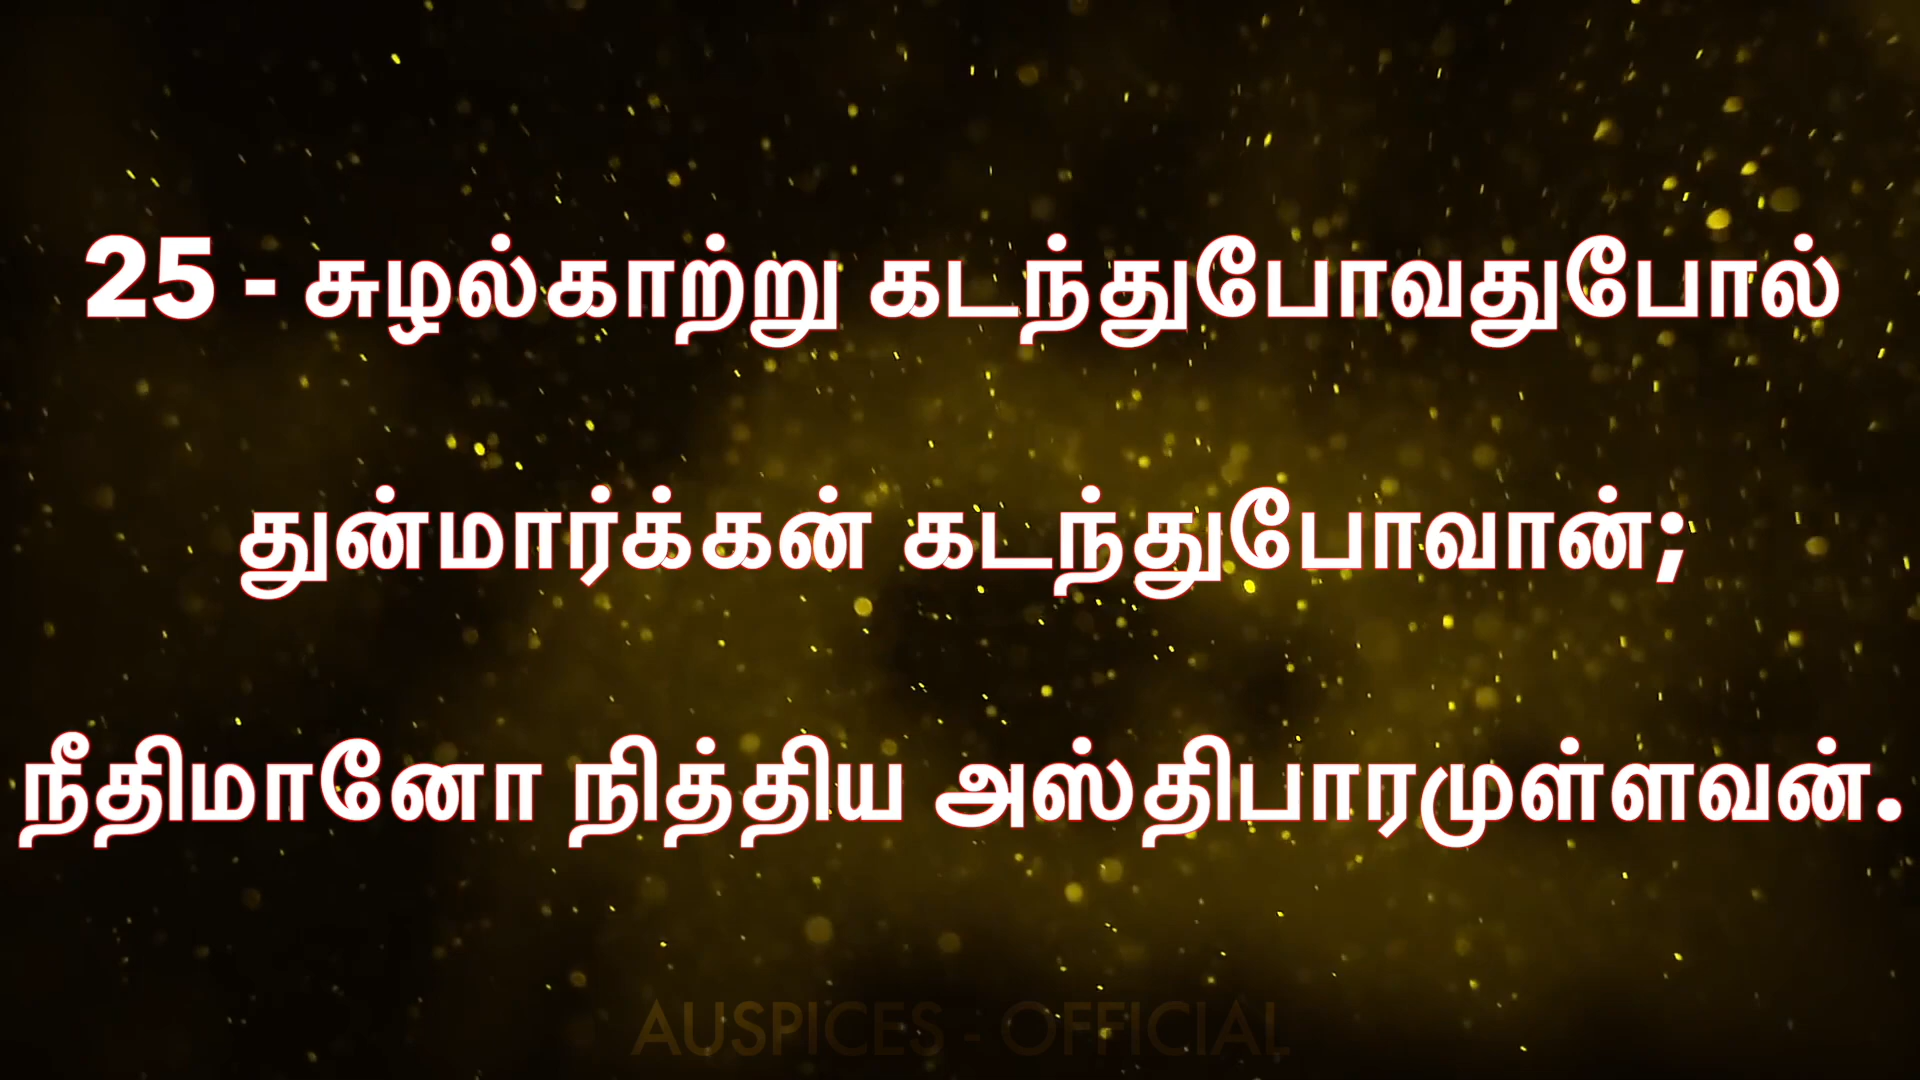 25 - சுழல்காற்று கடந்துபோவதுபோல்
துன்மார்க்கன் கடந்துபோவான்;
நீதிமானோ நித்திய அஸ்திபாரமுள்ளவன்.
AUSPICES - OFFICIAL